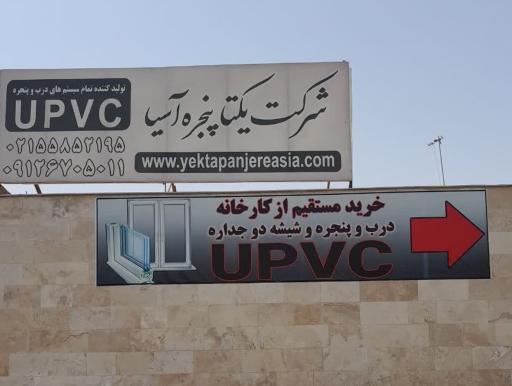 تولید کننده تمام سیستم های درب و پنجره
UPVC
شرکت یکتا پنجره آسیا
۰۲۱۵۵۸۵۲۱۹۵
۰۹۱۲۶۷۰۵۰۱۱
www.yektapanjereasia.com
خرید مستقیم از کارخانه
درب و پنجره و شیشه دو جداره
UPVC